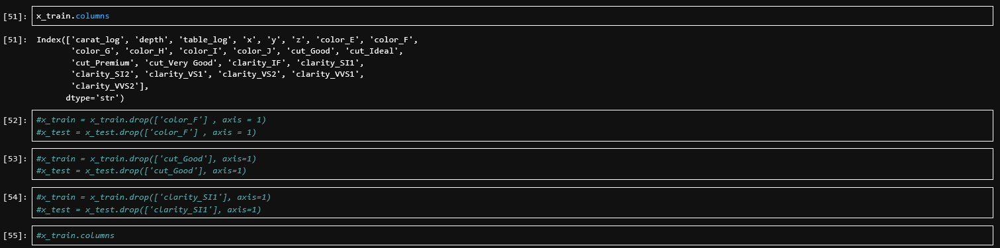 [51]: x_train.columns
[51]: Index(['carat_log', 'depth', 'table_log', 'x', 'y', 'z', 'color_E', 'color_F',
'color_G', 'color_H', 'color_I', 'color_J', 'cut_Good', 'cut_Ideal',
'cut_Premium', 'cut_Very Good', 'clarity_IF', 'clarity_SI1',
'clarity_SI2', 'clarity_VS1', 'clarity_VS2', 'clarity_VVS1',
'clarity_VVS2'],
dtype='str')
[52]: #x_train = x_train.drop(['color_F'] , axis = 1)
#x_test = x_test.drop(['color_F'] , axis = 1)
[53]: #x_train = x_train.drop(['cut_Good'], axis=1)
#x_test = x_test.drop(['cut_Good'], axis=1)
[54]: #x_train = x_train.drop(['clarity_SI1'], axis=1)
#x_test = x_test.drop(['clarity_SI1'], axis=1)
[55]: #x_train.columns